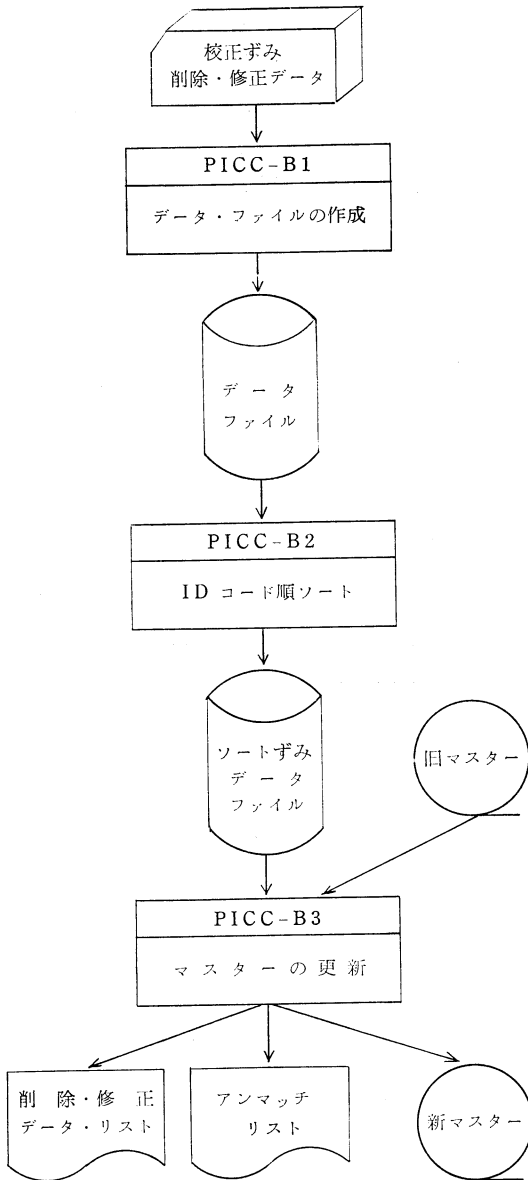 校正ずみ
削除・修正データ
PICC-B1
データ・ファイルの作成
データ
ファイル
PICC-B2
IDコード順ソート
ソートずみ
データ
ファイル
旧マスター
PICC-B3
マスターの更新
削除・修正
データ・リスト
アンマッチ
リスト
新マスター